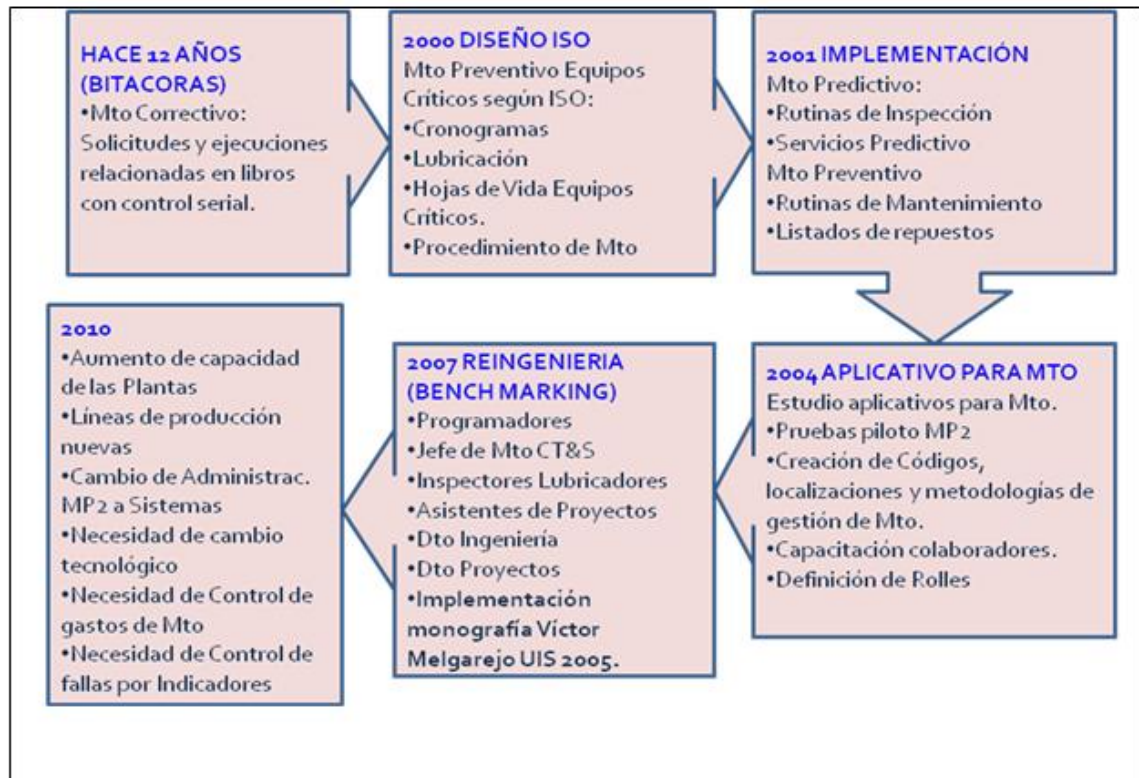 HACE 12 AÑOS
(BITACORAS)
•Mto Correctivo:
Solicitudes y ejecuciones
relacionadas en libros
con control serial.
2000 DISEÑO ISO
Mto Preventivo Equipos
Críticos según ISO:
•Cronogramas
•Lubricación
•Hojas de Vida Equipos
Críticos.
•Procedimiento de Mto
2001 IMPLEMENTACIÓN
Mto Predictivo:
•Rutinas de Inspección
•Servicios Predictivo
Mto Preventivo
•Rutinas de Mantenimiento
•Listados de repuestos
2004 APLICATIVO PARA MTO
Estudio aplicativos para Mto.
•Pruebas piloto MP2
•Creación de Códigos,
localizaciones y metodologías de
gestión de Mto.
•Capacitación colaboradores.
•Definición de Rolles
2007 REINGENIERIA
(BENCH MARKING)
•Programadores
•Jefe de Mto CT&S
•Inspectores Lubricadores
•Asistentes de Proyectos
•Dto Ingeniería
•Dto Proyectos
•Implementación
monografía Víctor
Melgarejo UIS 2005.
2010
•Aumento de capacidad
de las Plantas
•Líneas de producción
nuevas
•Cambio de Administrac.
MP2 a Sistemas
•Necesidad de cambio
tecnológico
•Necesidad de Control de
gastos de Mto
•Necesidad de Control de
fallas por Indicadores